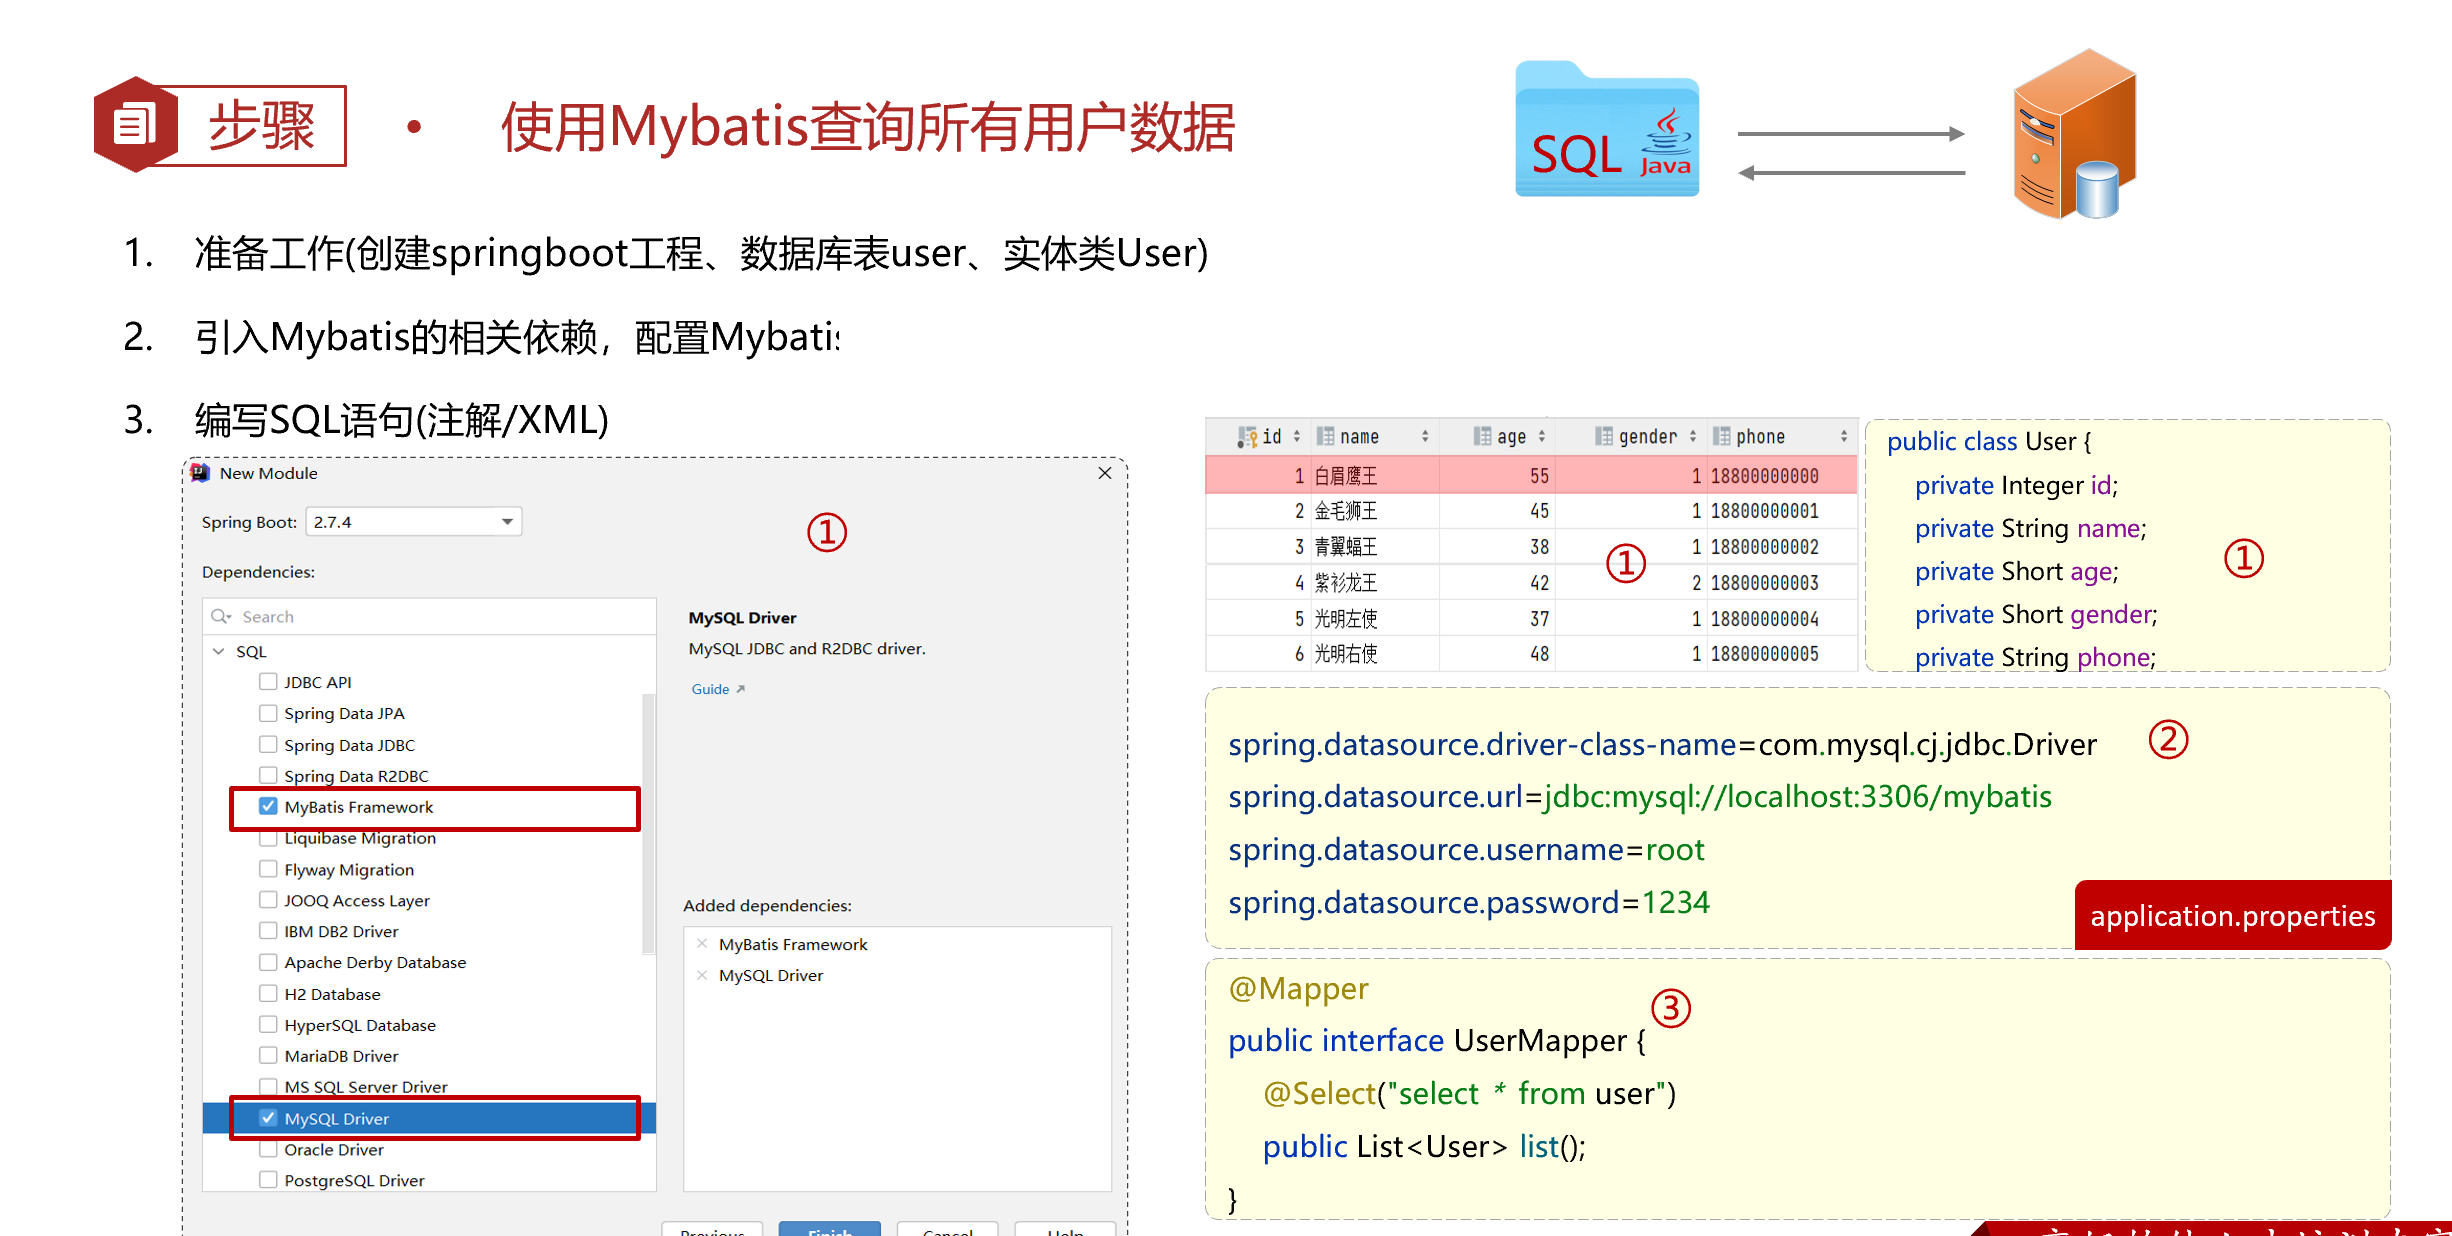 步骤
• 使用Mybatis查询所有用户数据
SQL
Java
1. 准备工作(创建springboot工程、数据库表user、实体类User)
2. 引入Mybatis的相关依赖，配置Mybatis
3. 编写SQL语句(注解/XML)
New Module
Spring Boot: 2.7.4
①
Dependencies:
Search
SQL
JDBC API
Spring Data JPA
Spring Data JDBC
Spring Data R2DBC
MyBatis Framework
Liquibase Migration
Flyway Migration
JOOQ Access Layer
IBM DB2 Driver
Apache Derby Database
H2 Database
HyperSQL Database
MariaDB Driver
MS SQL Server Driver
MySQL Driver
Oracle Driver
PostgreSQL Driver
MySQL Driver
MySQL JDBC and R2DBC driver.
Guide
Added dependencies:
MyBatis Framework
MySQL Driver
Previous Finish Cancel Help
id name age gender phone
1 白眉鹰王 55 1 18800000000
2 金毛狮王 45 1 18800000001
3 青翼蝠王 38 1 18800000002
①
4 紫衫龙王 42 2 18800000003
5 光明左使 37 1 18800000004
6 光明右使 48 1 18800000005
public class User {
private Integer id;
private String name;
private Short age;
①
private Short gender;
private String phone;
spring.datasource.driver-class-name=com.mysql.cj.jdbc.Driver ②
spring.datasource.url=jdbc:mysql://localhost:3306/mybatis
spring.datasource.username=root
spring.datasource.password=1234
application.properties
@Mapper
③
public interface UserMapper {
@Select("select * from user")
public List<User> list();
}